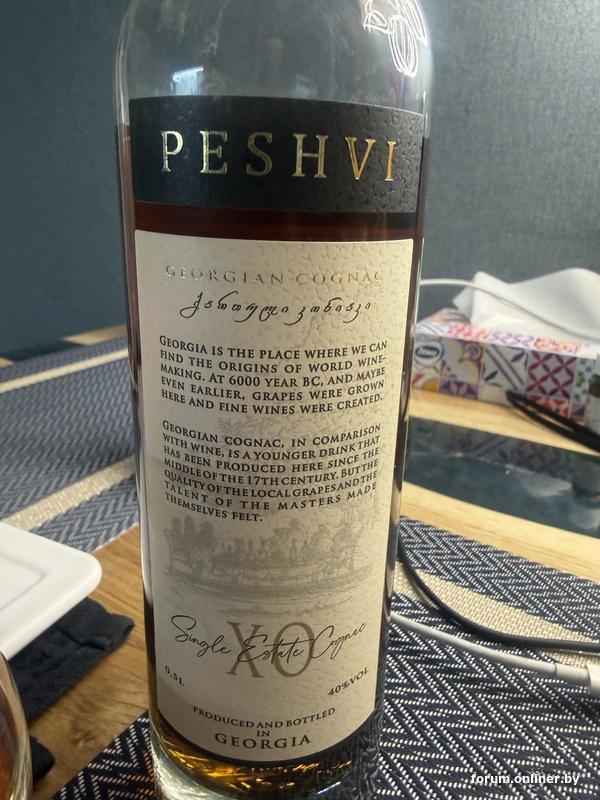 PESHVI
GEORGIAN COGNAC
ქართული კონიაკი
GEORGIA IS THE PLACE WHERE WE CAN
FIND THE ORIGINS OF WORLD WINE-
MAKING. AT 6000 YEAR BC, AND MAYBE
EVEN EARLIER, GRAPES WERE GROWN
HERE AND FINE WINES WERE CREATED.
GEORGIAN COGNAC, IN COMPARISON
WITH WINE, IS A YOUNGER DRINK THAT
HAS BEEN PRODUCED HERE SINCE THE
MIDDLE OF THE 17TH CENTURY. BUT THE
QUALITY OF THE LOCAL GRAPES AND THE
TALENT OF THE MASTERS MADE
THEMSELVES FELT.
XO
Single Estate Cognac
0.5L
40%VOL
PRODUCED AND BOTTLED
IN
GEORGIA
forum.onliner.by